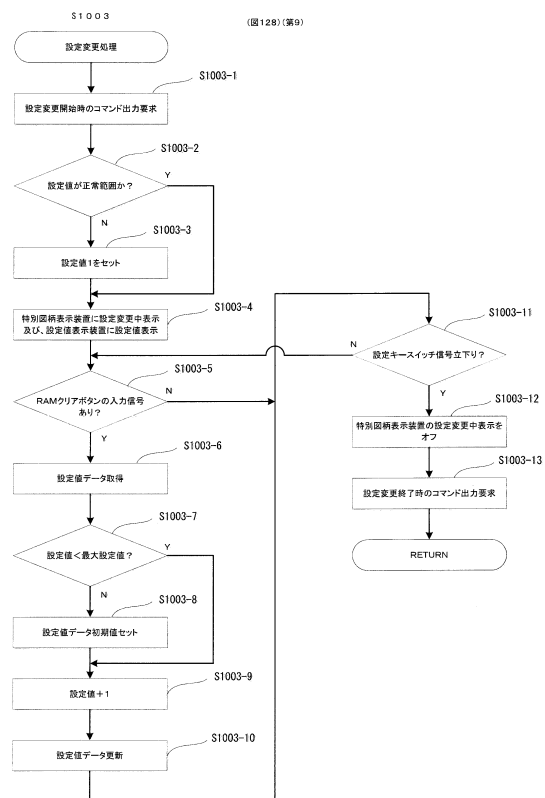 (図128)(第9)
S1003
設定変更処理
S1003-1
設定変更開始時のコマンド出力要求
S1003-2
設定値が正常範囲か?
Y
N
S1003-3
設定値1をセット
S1003-4
特別図柄表示装置に設定変更中表示
及び、設定値表示装置に設定値表示
S1003-5
RAMクリアボタンの入力信号
あり?
N
Y
S1003-6
設定値データ取得
S1003-7
設定値<最大設定値?
Y
N
S1003-8
設定値データ初期値セット
S1003-9
設定値+1
S1003-10
設定値データ更新
S1003-11
設定キースイッチ信号立下り?
N
Y
S1003-12
特別図柄表示装置の設定変更中表示を
オフ
S1003-13
設定変更終了時のコマンド出力要求
RETURN